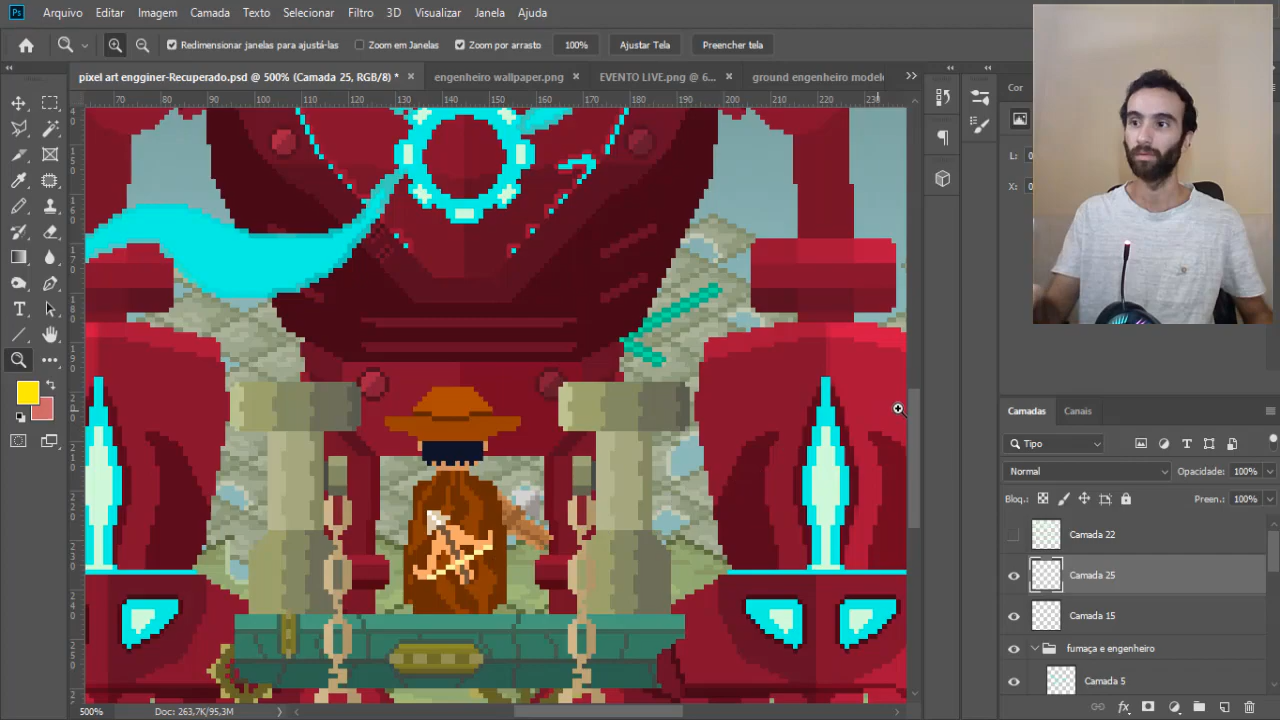 Ps Arquivo Editar Imagem Camada Texto Selecionar Filtro 3D Visualizar Janela Ajuda
Redimensionar janelas para ajustá-las Zoom em Janelas Zoom por arrasto 100% Ajustar Tela Preencher tela
pixel art engginer-Recuperado.psd @ 500% (Camada 25, RGB/8) * × engenheiro wallpaper.png × EVENTO LIVE.png @ 6... × ground engenheiro model
70 80 90 100 110 120 130 140 150 160 170 180 190 200 210 220 230
Cor
L: 0
X: 0
Camadas Canais
Tipo
Normal Opacidade: 100%
Bloq.: Preen.: 100%
Camada 22
Camada 25
Camada 15
fumaça e engenheiro
Camada 5
500% Doc: 263,7K/95,3M